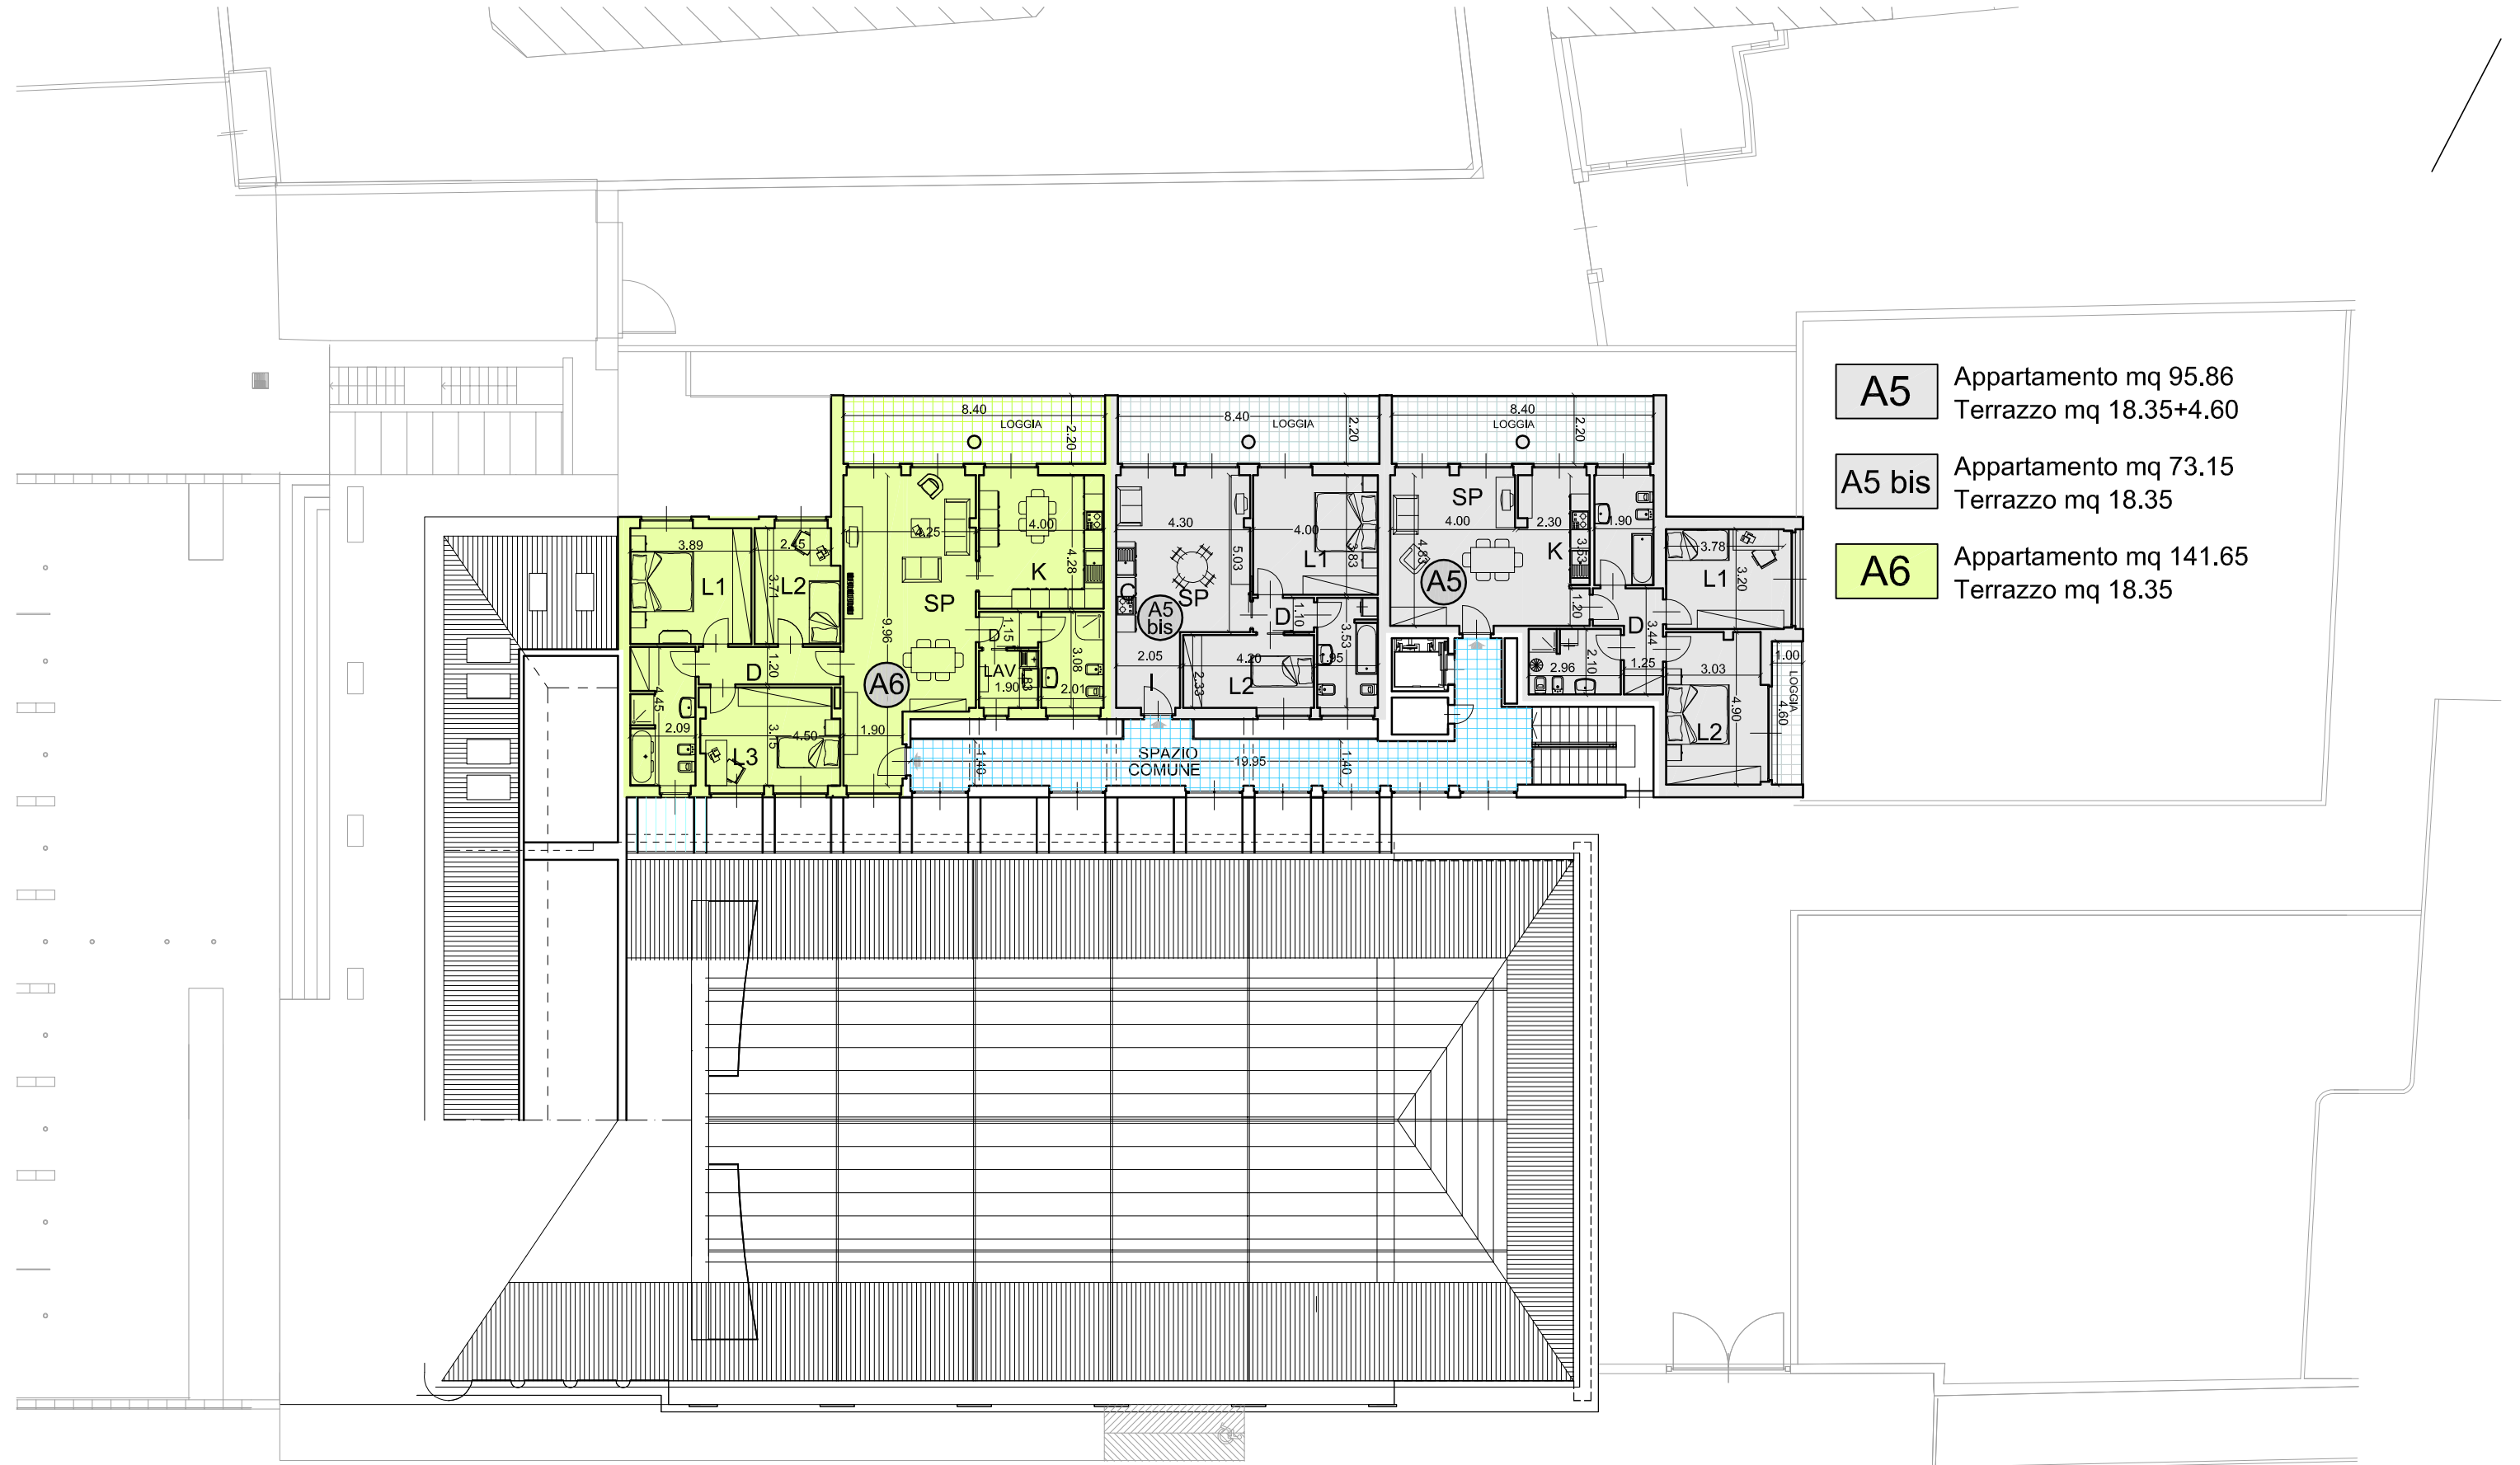 A5
Appartamento mq 95.86
Terrazzo mq 18.35+4.60
A5 bis
Appartamento mq 73.15
Terrazzo mq 18.35
A6
Appartamento mq 141.65
Terrazzo mq 18.35
8.40
LOGGIA
2.20
8.40
LOGGIA
2.20
8.40
LOGGIA
2.20
3.89
L1
2.45
3.71
L2
4.25
SP
9.96
4.00
4.28
K
D
1.15
LAV
1.90
1.83
3.08
2.01
D
1.20
A6
4.45
2.09
L3
3.15
4.50
1.90
4.30
5.03
C
SP
A5
bis
4.00
3.83
L1
D
1.10
2.05
I
2.33
4.20
L2
3.53
1.95
SP
4.00
4.83
A5
2.30
3.53
K
1.90
1.20
D
3.44
1.25
2.96
2.10
3.78
L1
3.20
3.03
L2
4.90
1.00
LOGGIA
4.60
SPAZIO
COMUNE
19.95
1.40
1.40